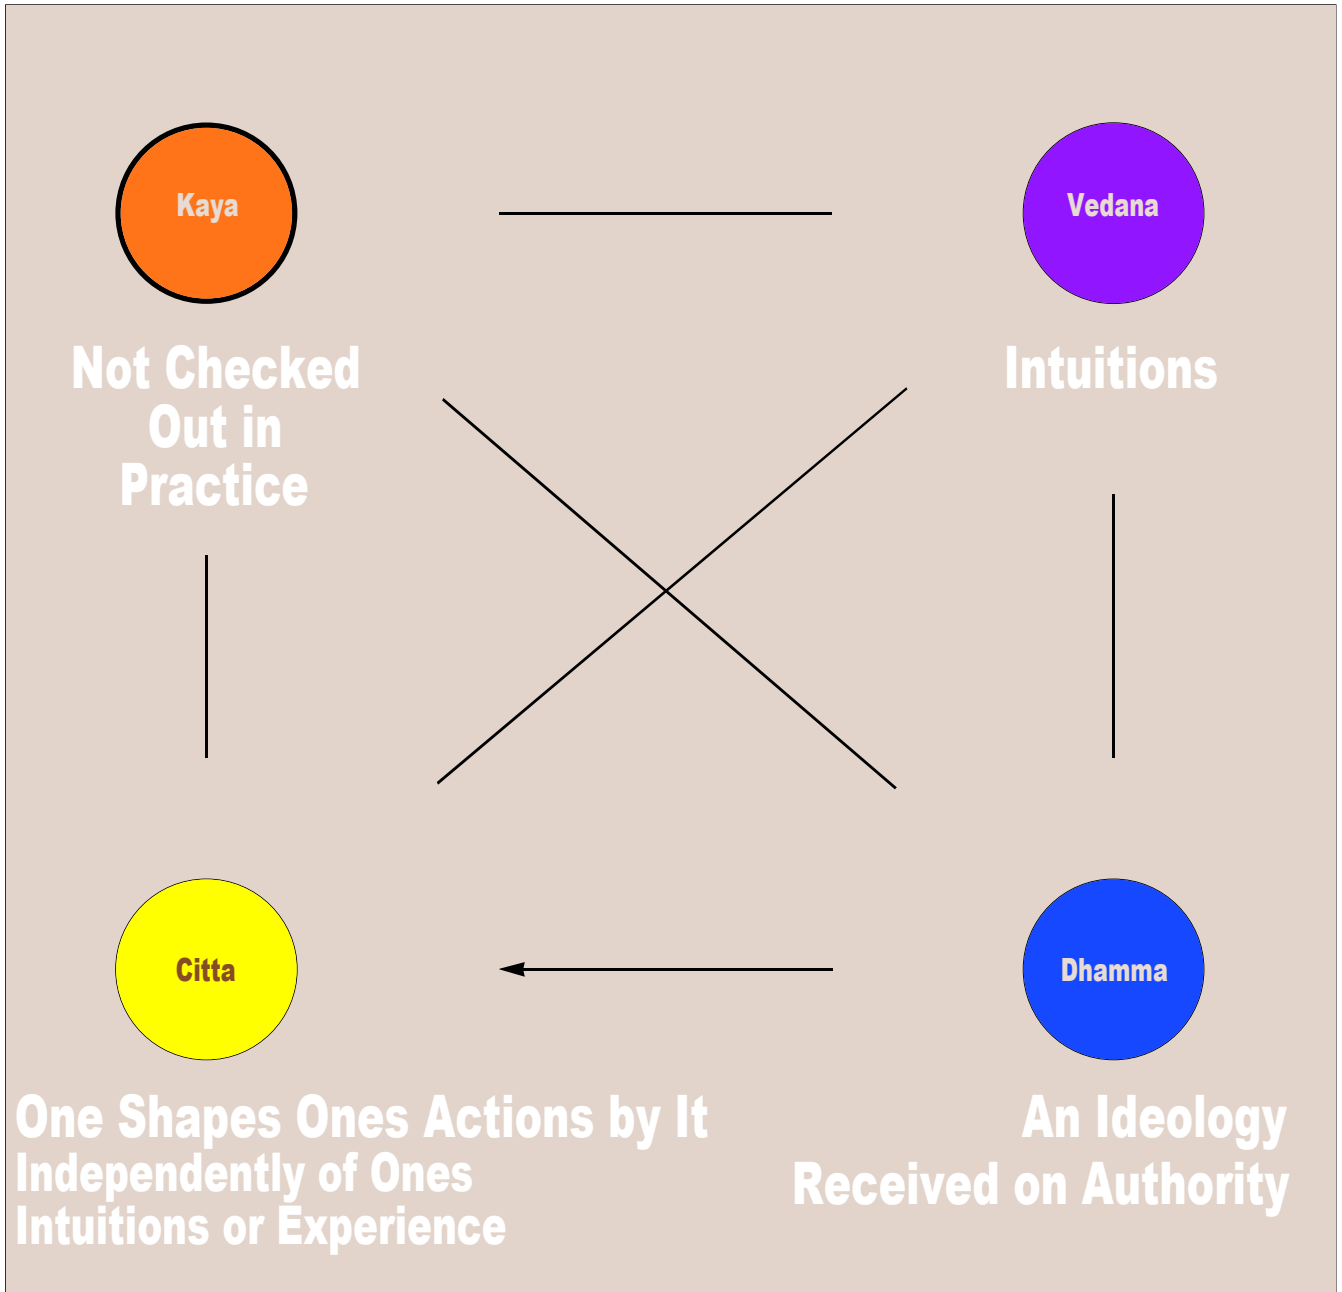 Kaya
Vedana
Not Checked
Out in
Practice
Intuitions
Citta
Dhamma
One Shapes Ones Actions by It
Independently of Ones
Intuitions or Experience
An Ideology
Received on Authority